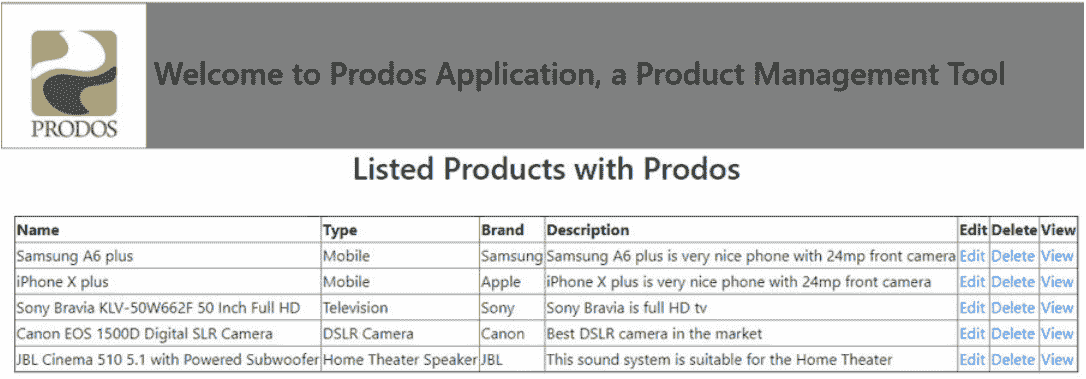 PRODOS
Welcome to Prodos Application, a Product Management Tool
Listed Products with Prodos
Name Type Brand Description Edit Delete View
Samsung A6 plus Mobile Samsung Samsung A6 plus is very nice phone with 24mp front camera Edit Delete View
iPhone X plus Mobile Apple iPhone X plus is very nice phone with 24mp front camera Edit Delete View
Sony Bravia KLV-50W662F 50 Inch Full HD Television Sony Sony Bravia is full HD tv Edit Delete View
Canon EOS 1500D Digital SLR Camera DSLR Camera Canon Best DSLR camera in the market Edit Delete View
JBL Cinema 510 5.1 with Powered Subwoofer Home Theater Speaker JBL This sound system is suitable for the Home Theater Edit Delete View